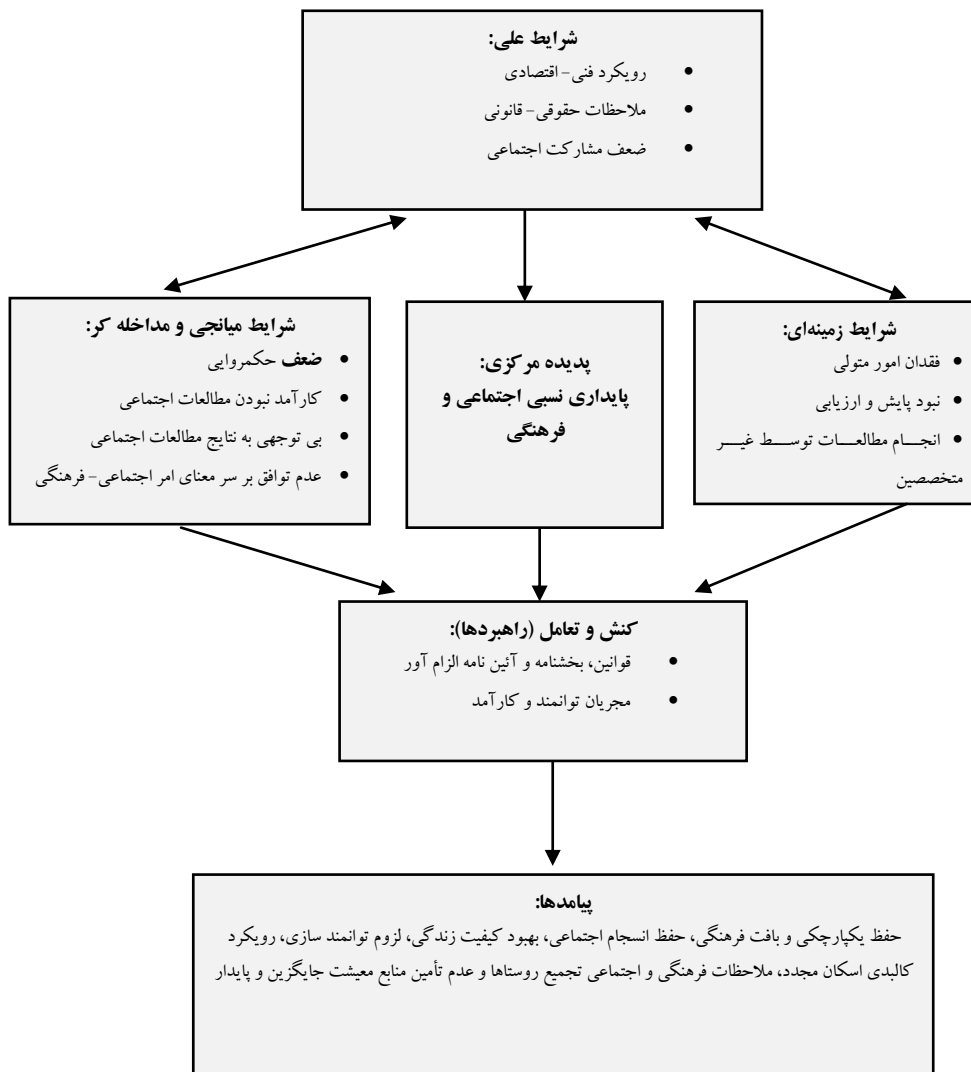 شرایط علی:
• رویکرد فنی- اقتصادی
• ملاحظات حقوقی- قانونی
• ضعف مشارکت اجتماعی
شرایط زمینه‌ای:
• فقدان امور متولی
• نبود پایش و ارزیابی
• انجـــام مطالعـــات توســـط غیـــر
متخصصین
پدیده مرکزی:
پایداری نسبی اجتماعی و
فرهنگی
شرایط میانجی و مداخله کر:
• ضعف حکمروایی
• کارآمد نبودن مطالعات اجتماعی
• بی توجهی به نتایج مطالعات اجتماعی
• عدم توافق بر سر معنای امر اجتماعی- فرهنگی
کنش و تعامل (راهبردها):
• قوانین، بخشنامه و آئین نامه الزام آور
• مجریان توانمند و کارآمد
پیامدها:
حفظ یکپارچکی و بافت فرهنگی، حفظ انسجام اجتماعی، بهبود کیفیت زندگی، لزوم توانمند سازی، رویکرد
کالبدی اسکان مجدد، ملاحظات فرهنگی و اجتماعی تجمیع روستاها و عدم تأمین منابع معیشت جایگزین و پایدار